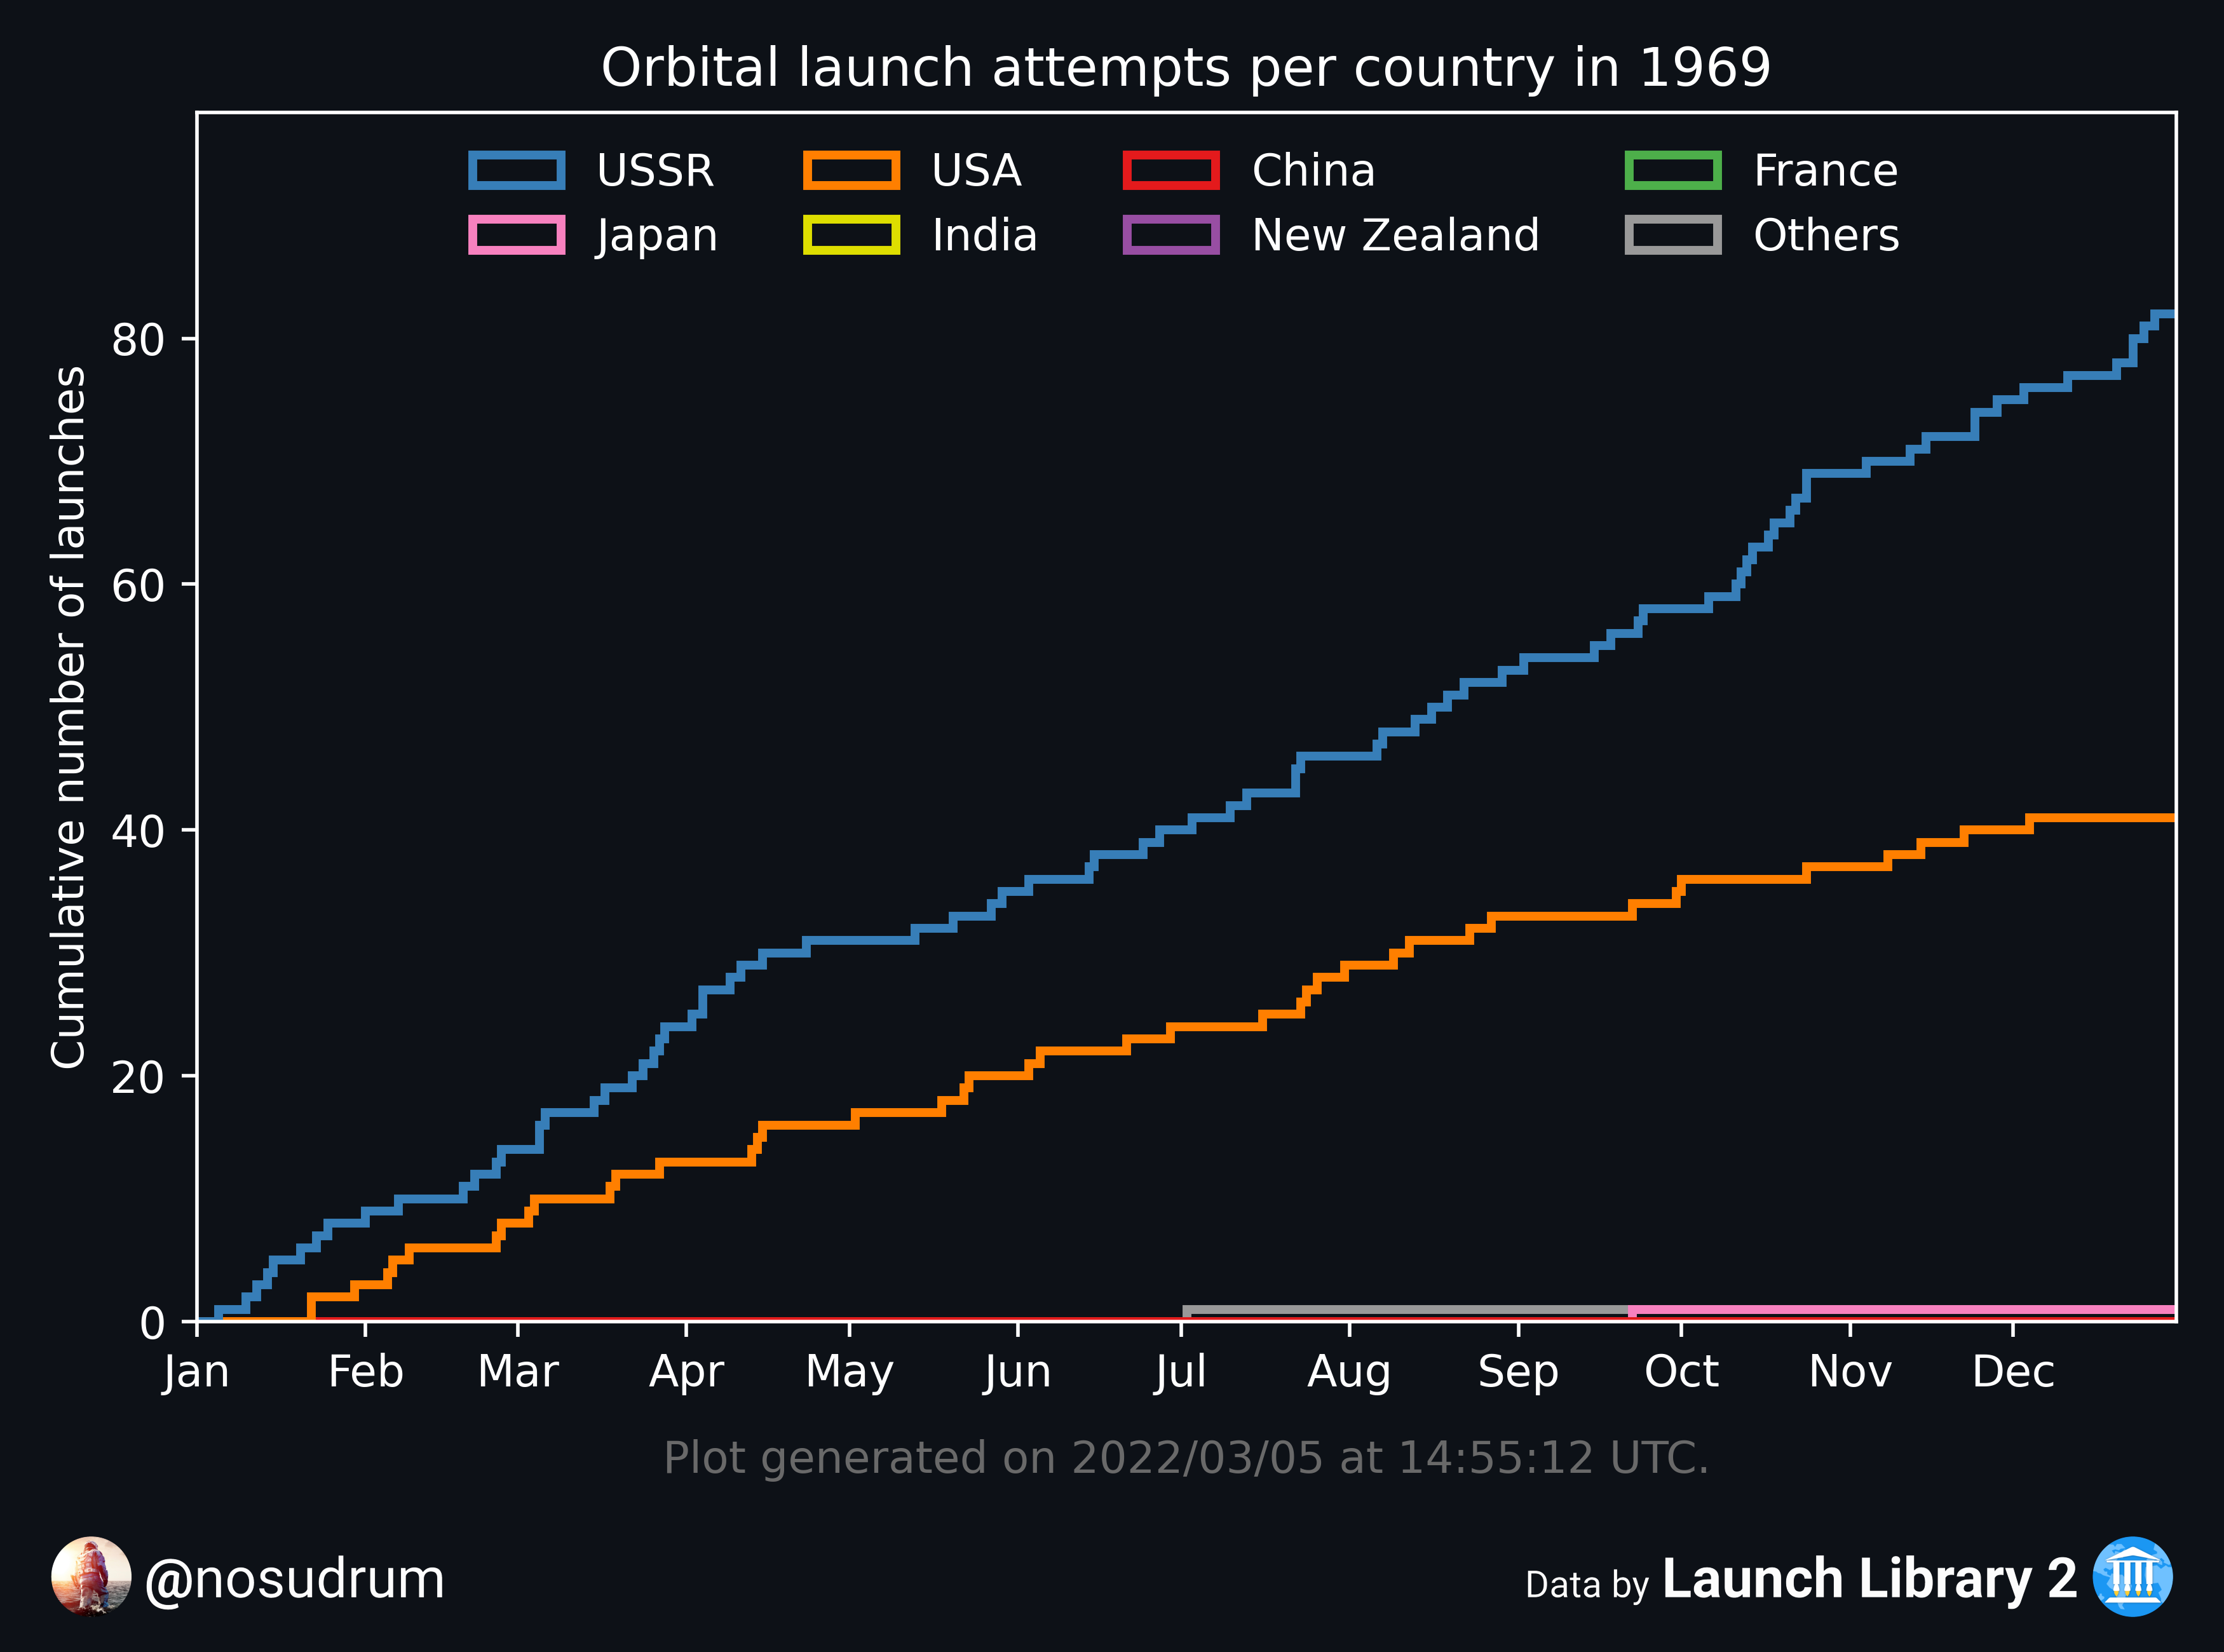 Orbital launch attempts per country in 1969
USSR USA China France
Japan India New Zealand Others
Cumulative number of launches
80
60
40
20
0
Jan Feb Mar Apr May Jun Jul Aug Sep Oct Nov Dec
Plot generated on 2022/03/05 at 14:55:12 UTC.
@nosudrum
Data by Launch Library 2